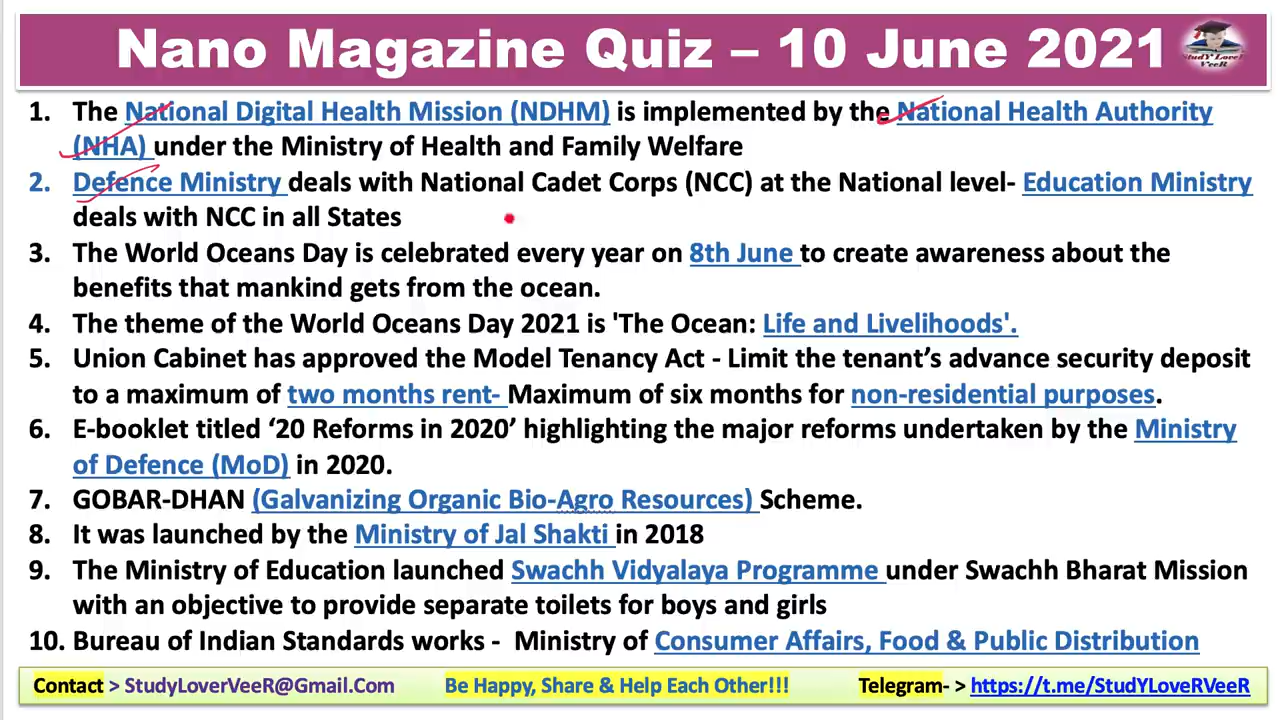 Nano Magazine Quiz – 10 June 2021
StudY LoveR
VeeR
1. The National Digital Health Mission (NDHM) is implemented by the National Health Authority
(NHA) under the Ministry of Health and Family Welfare
2. Defence Ministry deals with National Cadet Corps (NCC) at the National level- Education Ministry
deals with NCC in all States
3. The World Oceans Day is celebrated every year on 8th June to create awareness about the
benefits that mankind gets from the ocean.
4. The theme of the World Oceans Day 2021 is 'The Ocean: Life and Livelihoods'.
5. Union Cabinet has approved the Model Tenancy Act - Limit the tenant’s advance security deposit
to a maximum of two months rent- Maximum of six months for non-residential purposes.
6. E-booklet titled ‘20 Reforms in 2020’ highlighting the major reforms undertaken by the Ministry
of Defence (MoD) in 2020.
7. GOBAR-DHAN (Galvanizing Organic Bio-Agro Resources) Scheme.
8. It was launched by the Ministry of Jal Shakti in 2018
9. The Ministry of Education launched Swachh Vidyalaya Programme under Swachh Bharat Mission
with an objective to provide separate toilets for boys and girls
10. Bureau of Indian Standards works - Ministry of Consumer Affairs, Food & Public Distribution
Contact > StudyLoverVeeR@Gmail.Com Be Happy, Share & Help Each Other!!! Telegram- > https://t.me/StudYLoveRVeeR